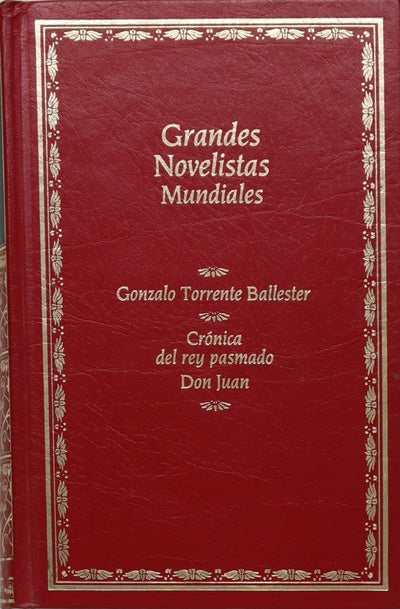 Grandes
Novelistas
Mundiales
Gonzalo Torrente Ballester
Crónica
del rey pasmado
Don Juan